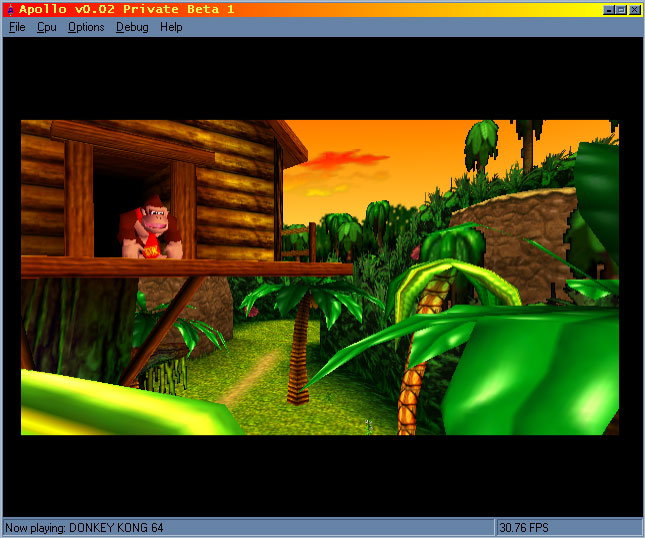 Apollo v0.02 Private Beta 1
File Cpu Options Debug Help
DK
Now playing: DONKEY KONG 64
30.76 FPS